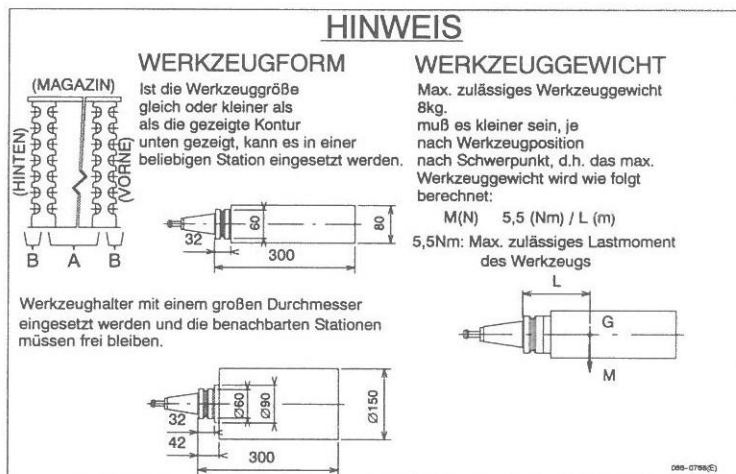 HINWEIS
WERKZEUGFORM
(MAGAZIN)
(HINTEN)
(VORNE)
B A B
Ist die Werkzeuggröße
gleich oder kleiner als
als die gezeigte Kontur
unten gezeigt, kann es in einer
beliebigen Station eingesetzt werden.
32
60
80
300
Werkzeughalter mit einem großen Durchmesser
eingesetzt werden und die benachbarten Stationen
müssen frei bleiben.
32
42
Ø60
Ø90
Ø150
300
WERKZEUGGEWICHT
Max. zulässiges Werkzeuggewicht
8kg.
muß es kleiner sein, je
nach Werkzeugposition
nach Schwerpunkt, d.h. das max.
Werkzeuggewicht wird wie folgt
berechnet:
M(N) 5,5 (Nm) / L (m)
5,5Nm: Max. zulässiges Lastmoment
des Werkzeugs
L
G
M